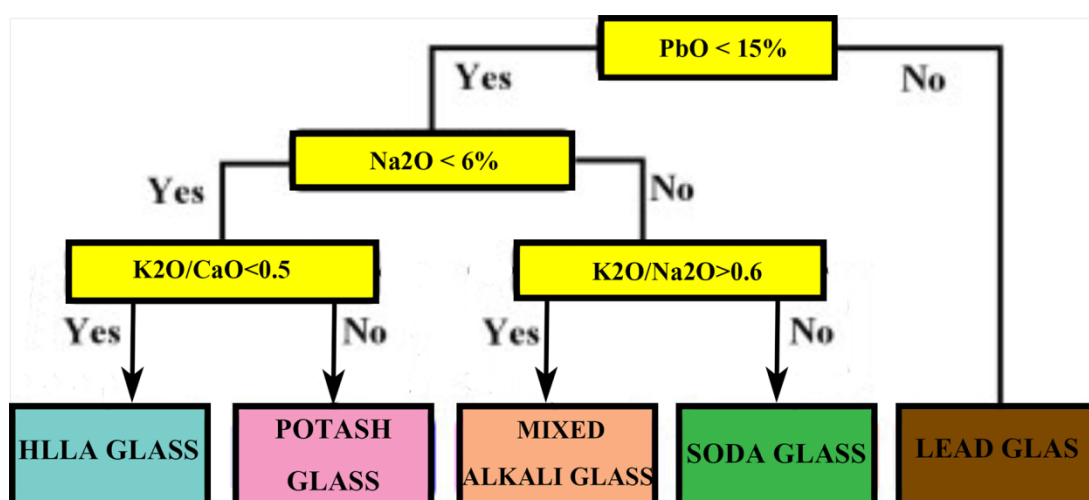 PbO < 15%
Yes
No
Na2O < 6%
Yes
No
K2O/CaO<0.5
K2O/Na2O>0.6
Yes
No
Yes
No
HLLA GLASS
POTASH
GLASS
MIXED
ALKALI GLASS
SODA GLASS
LEAD GLAS